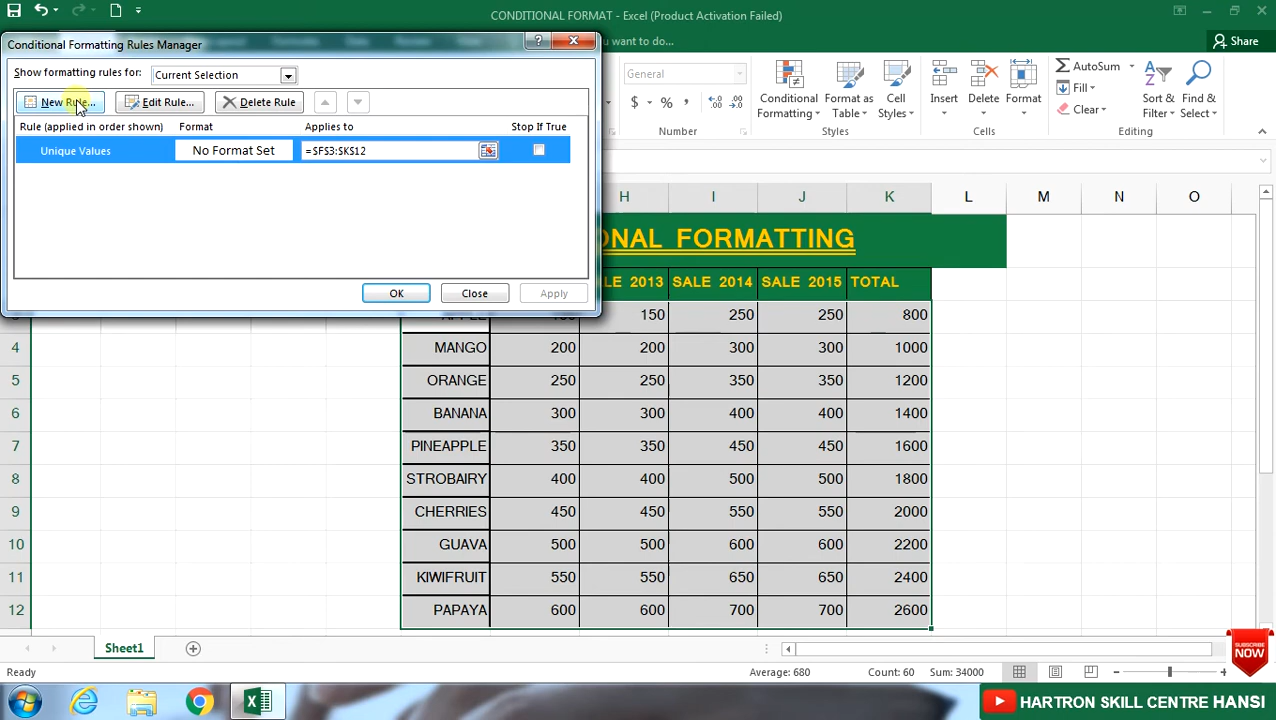 CONDITIONAL FORMAT - Excel (Product Activation Failed)
Conditional Formatting Rules Manager
you want to do...
Share
Show formatting rules for: Current Selection
New Rule... Edit Rule... Delete Rule
Rule (applied in order shown) Format Applies to Stop If True
Unique Values No Format Set =$F$3:$K$12
OK Close Apply
General
$ %
Number
Conditional Formatting
Format as Table
Cell Styles
Styles
Insert Delete Format
Cells
AutoSum
Fill
Clear
Sort & Filter
Find & Select
Editing
H I J K L M N O
ONAL FORMATTING
LE 2013 SALE 2014 SALE 2015 TOTAL
150 250 250 800
4 MANGO 200 200 300 300 1000
5 ORANGE 250 250 350 350 1200
6 BANANA 300 300 400 400 1400
7 PINEAPPLE 350 350 450 450 1600
8 STROBAIRY 400 400 500 500 1800
9 CHERRIES 450 450 550 550 2000
10 GUAVA 500 500 600 600 2200
11 KIWIFRUIT 550 550 650 650 2400
12 PAPAYA 600 600 700 700 2600
Sheet1
Ready Average: 680 Count: 60 Sum: 34000
SUBSCRIBE NOW
HARTRON SKILL CENTRE HANSI